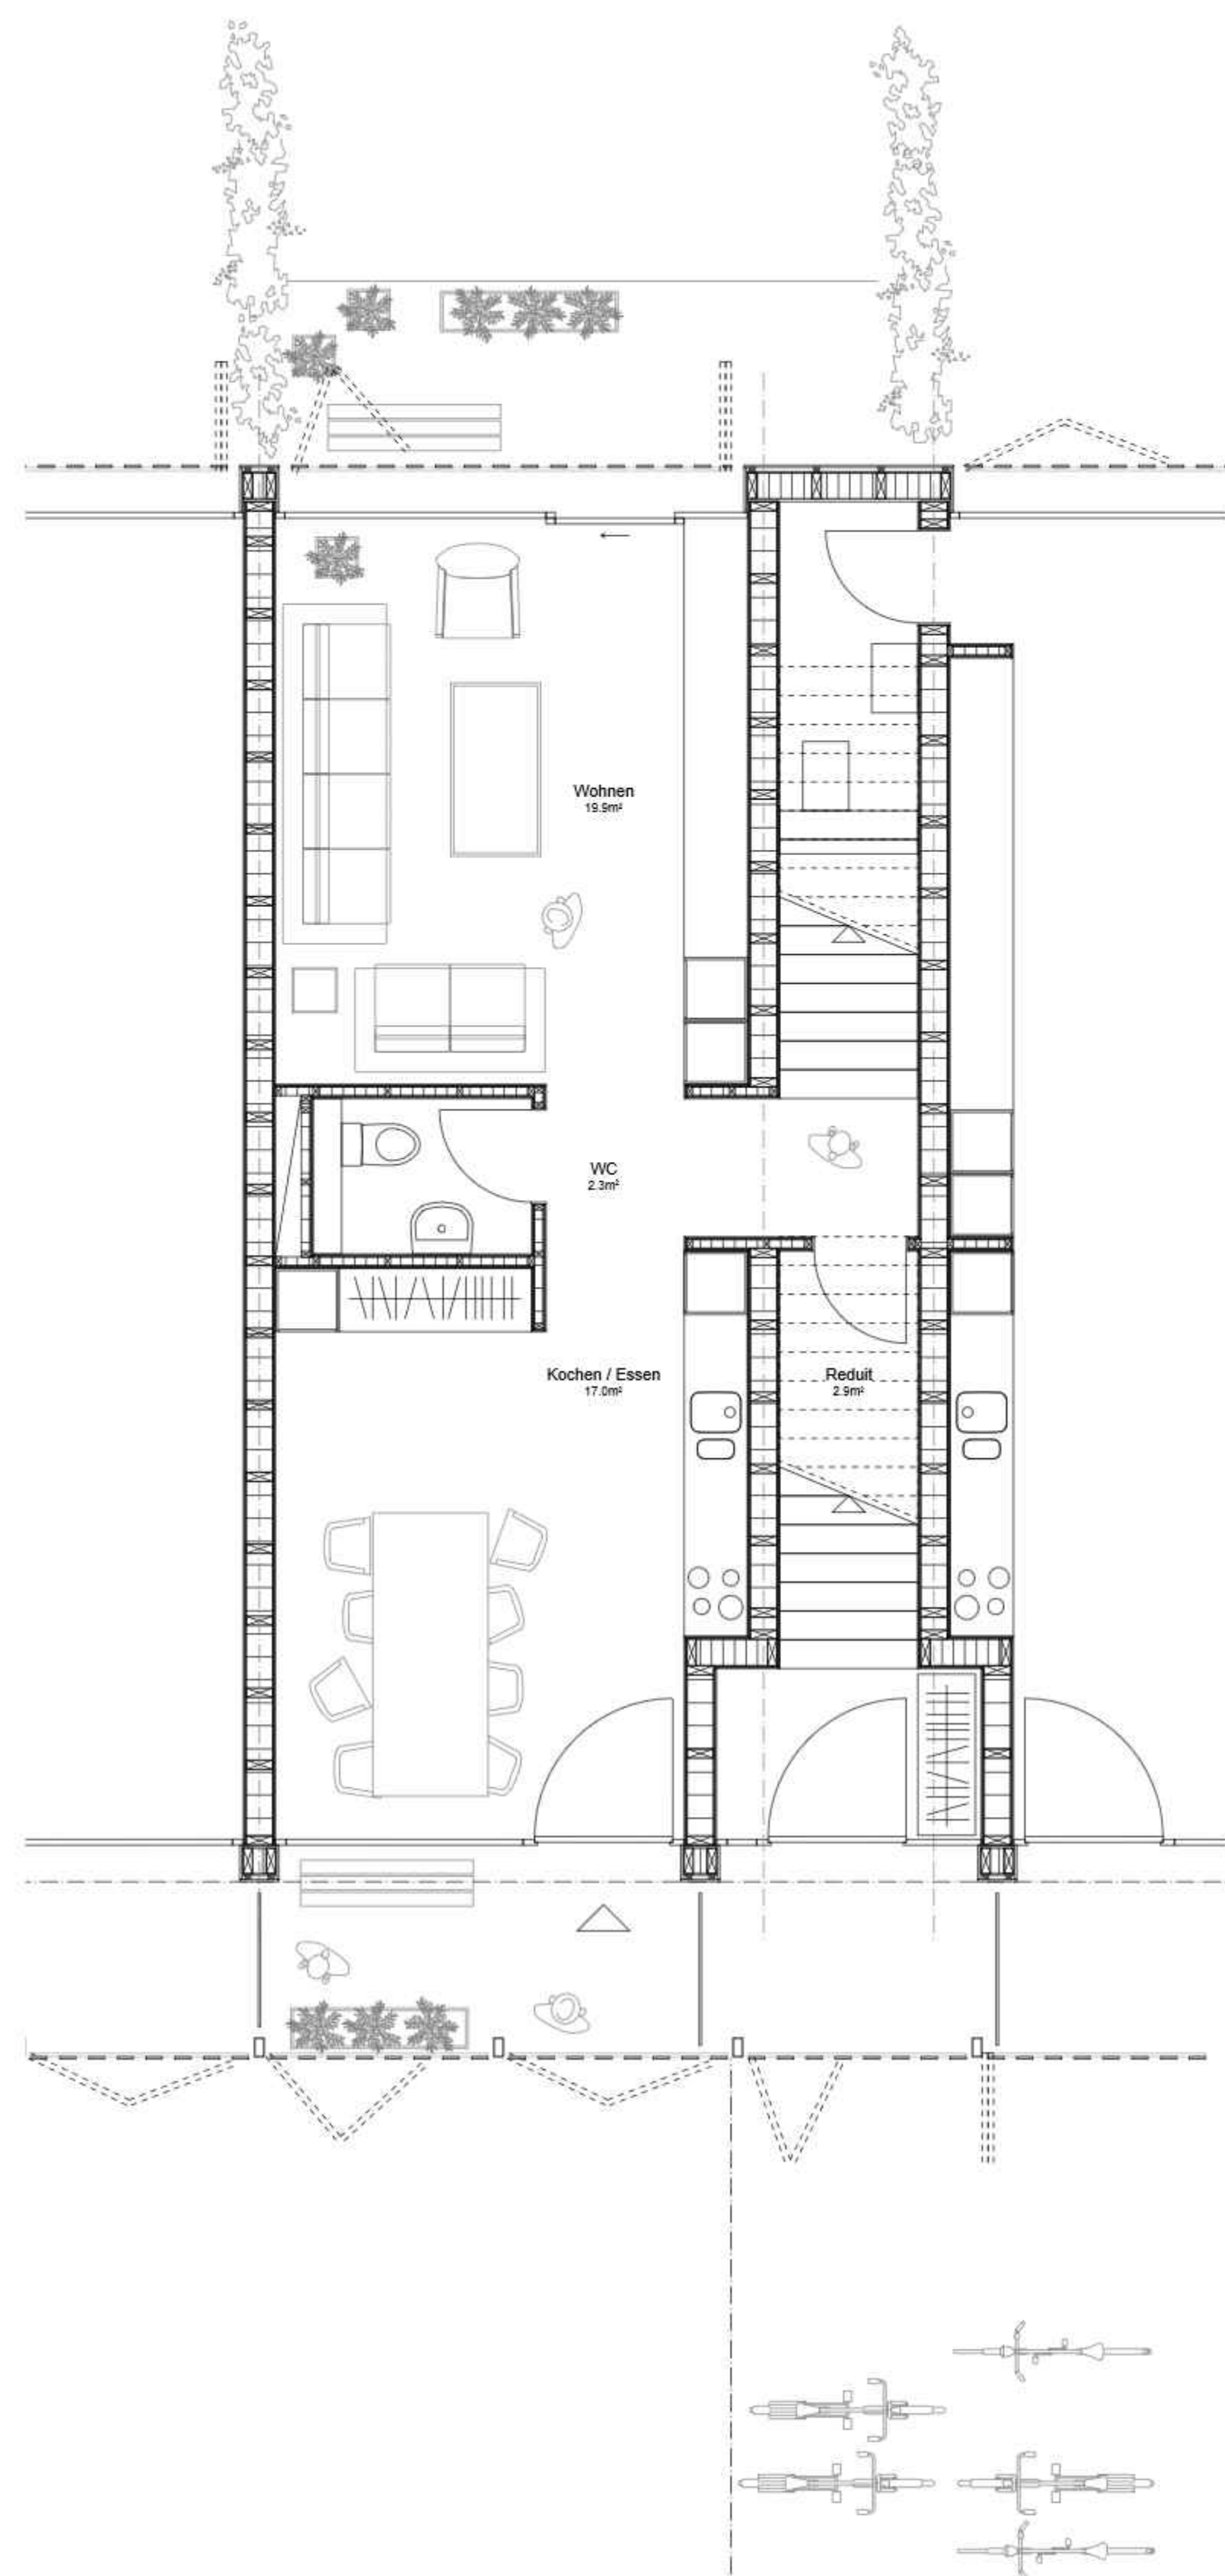 Wohnen
19.9m²
WC
2.3m²
Kochen / Essen
17.0m²
Reduit
2.9m²